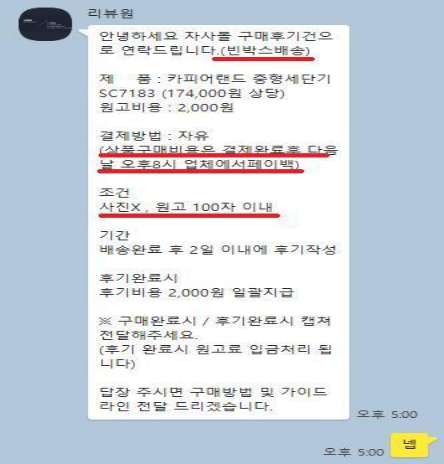 리뷰원
안녕하세요 자사몰 구매후기건으
로 연락드립니다.(빈박스배송)
제 품 : 카피어랜드 중형세단기
SC7183 (174,000원 상당)
원고비용 : 2,000원
결제방법 : 자유
(상품구매비용은 결제완료후 다음
날 오후8시 업체에서페이백)
조건
사진X , 원고 100자 이내
기간
배송완료 후 2일 이내에 후기작성
후기완료시
후기비용 2,000원 일괄지급
※ 구매완료시 / 후기완료시 캡쳐
전달해주세요.
(후기 완료시 원고료 입금처리 됩
니다)
답장 주시면 구매방법 및 가이드
라인 전달 드리겠습니다.
오후 5:00
오후 5:00 넵